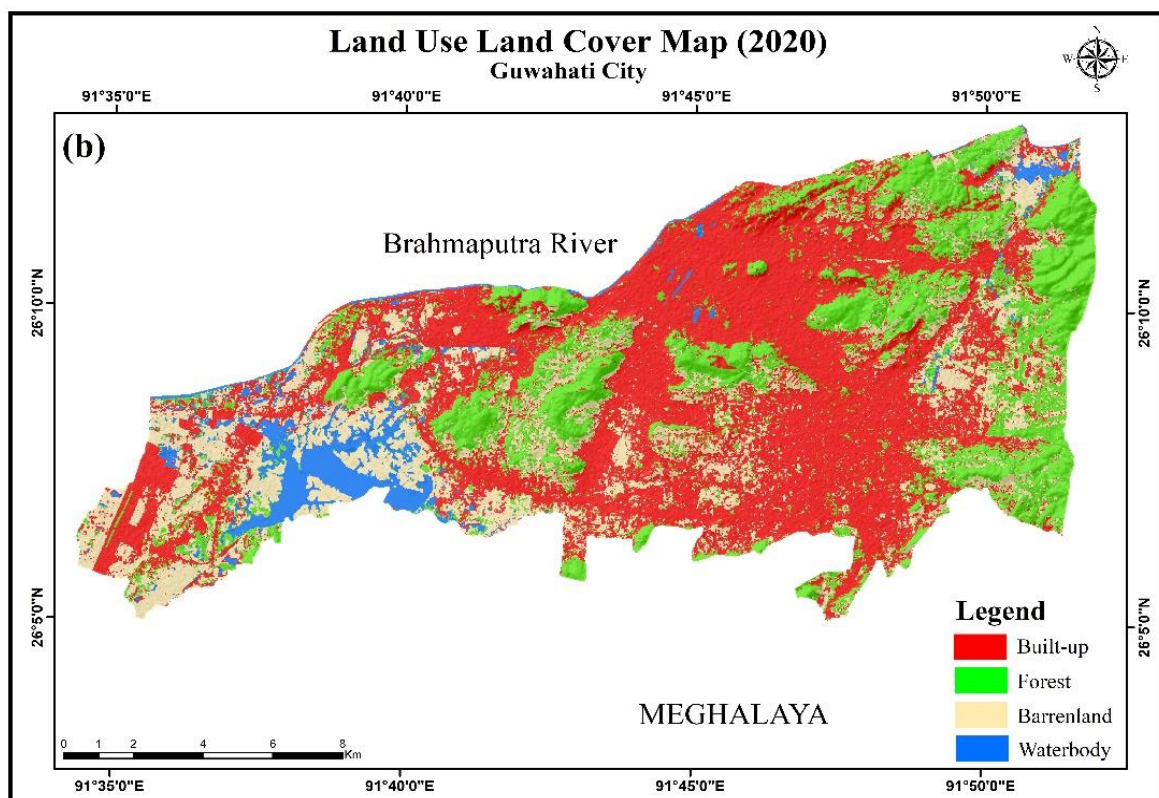 Land Use Land Cover Map (2020)
Guwahati City
N
W E
S
91°35'0"E 91°40'0"E 91°45'0"E 91°50'0"E
(b)
Brahmaputra River
26°10'0"N 26°10'0"N
26°5'0"N 26°5'0"N
Legend
Built-up
Forest
Barrenland
Waterbody
MEGHALAYA
0 1 2 4 6 8
Km
91°35'0"E 91°40'0"E 91°45'0"E 91°50'0"E